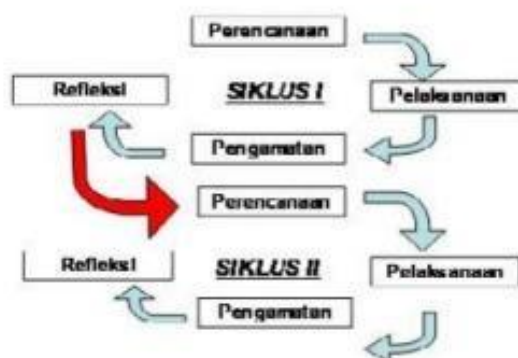 Perencanaan
Refleksi
SIKLUS I
Pelaksanaan
Pengamatan
Perencanaan
Refleksi
SIKLUS II
Pelaksanaan
Pengamatan